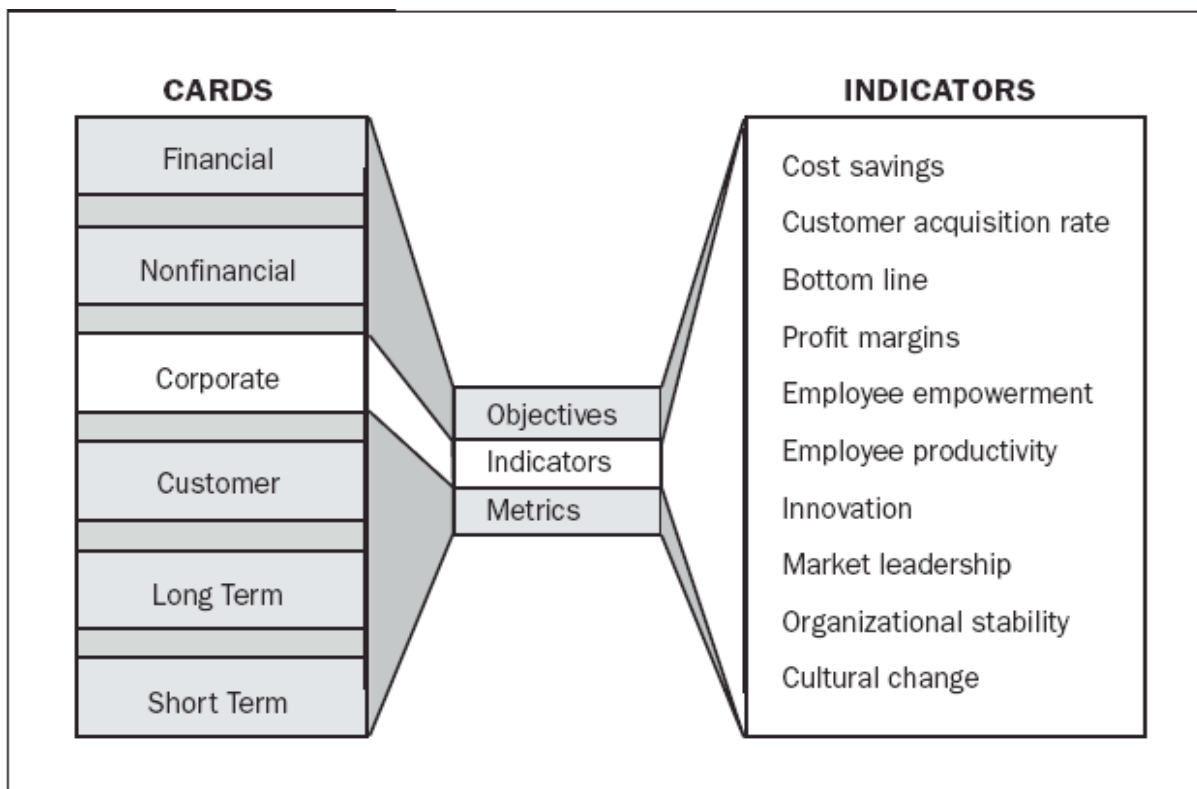 CARDS
Financial
Nonfinancial
Corporate
Customer
Long Term
Short Term
Objectives
Indicators
Metrics
INDICATORS
Cost savings
Customer acquisition rate
Bottom line
Profit margins
Employee empowerment
Employee productivity
Innovation
Market leadership
Organizational stability
Cultural change